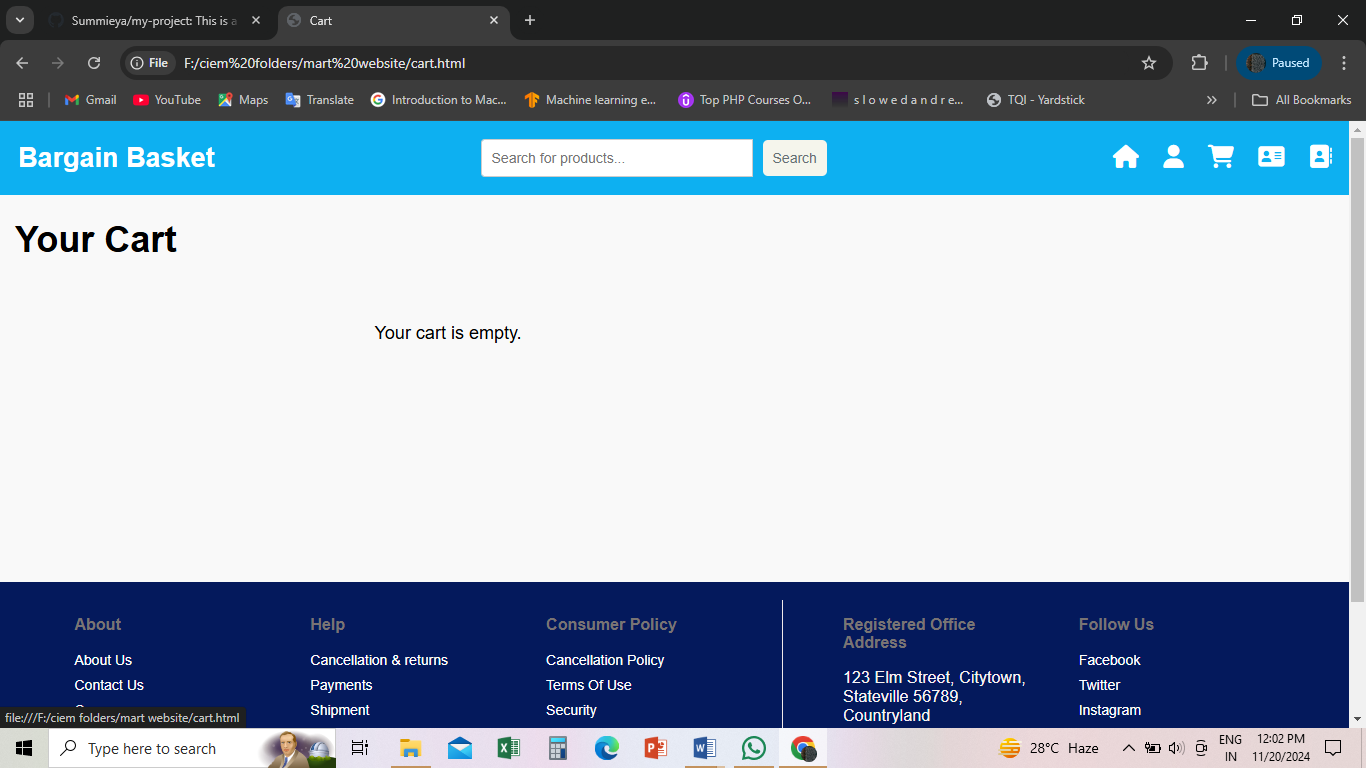 Summieya/my-project: This is a
Cart
File F:/ciem%20folders/mart%20website/cart.html
Paused
Gmail YouTube Maps Translate Introduction to Mac... Machine learning e... Top PHP Courses O... s l o w e d a n d r e... TQI - Yardstick » All Bookmarks
Bargain Basket
Search for products...
Search
Your Cart
Your cart is empty.
About
About Us
Contact Us
Help
Cancellation & returns
Payments
Shipment
Consumer Policy
Cancellation Policy
Terms Of Use
Security
Registered Office
Address
123 Elm Street, Citytown,
Stateville 56789,
Countryland
Follow Us
Facebook
Twitter
Instagram
file:///F:/ciem folders/mart website/cart.html
Type here to search
28°C Haze
ENG
IN
12:02 PM
11/20/2024